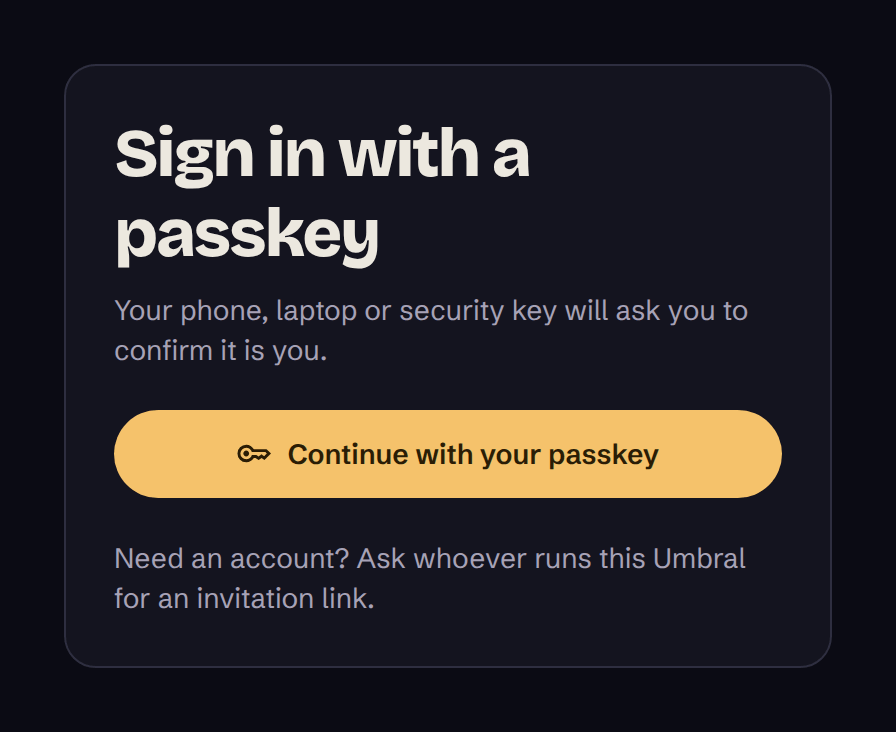 Sign in with a
passkey
Your phone, laptop or security key will ask you to
confirm it is you.
Continue with your passkey
Need an account? Ask whoever runs this Umbral
for an invitation link.